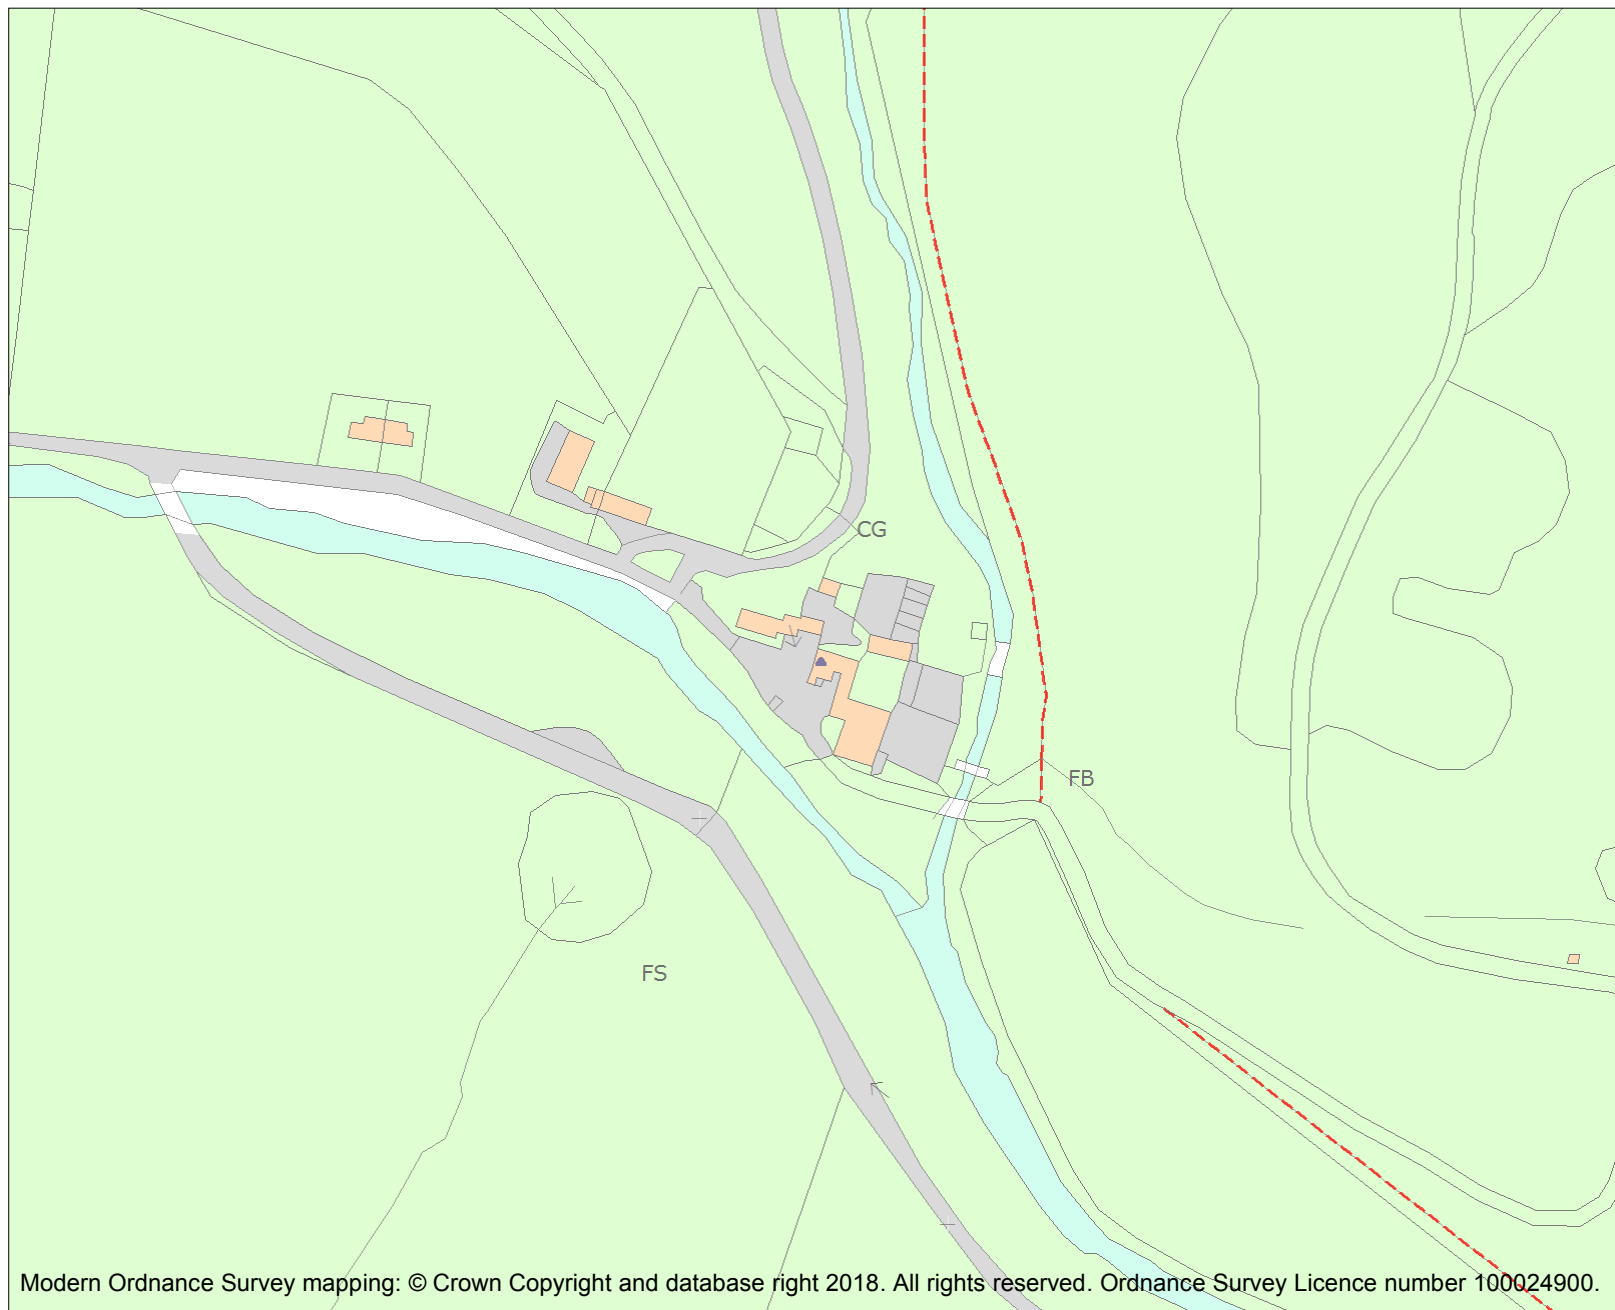 CG
FB
FS
Modern Ordnance Survey mapping: © Crown Copyright and database right 2018. All rights reserved. Ordnance Survey Licence number 100024900.